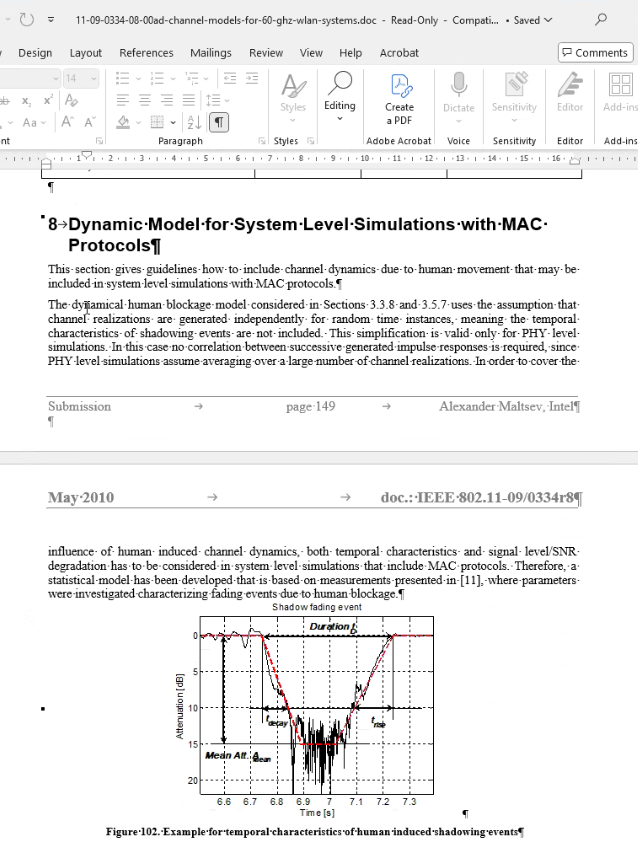 11-09-0334-08-00ad-channel-models-for-60-ghz-wlan-systems.doc - Read-Only - Compati... • Saved
Design Layout References Mailings Review View Help Acrobat Comments
14
Styles Editing Create a PDF Dictate Sensitivity Editor Add-ins
Paragraph Styles Adobe Acrobat Voice Sensitivity Editor Add-ins
1 2 3 4 5 6 7 8 9 10 11 12 13 14 15 16
8 Dynamic Model for System Level Simulations with MAC
Protocols¶
This section gives guidelines how to include channel dynamics due to human movement that may be
included in system level simulations with MAC protocols.¶
The dynamical human blockage model considered in Sections 3.3.8 and 3.5.7 uses the assumption that
channel realizations are generated independently for random time instances, meaning the temporal
characteristics of shadowing events are not included. This simplification is valid only for PHY level
simulations. In this case no correlation between successive generated impulse responses is required, since
PHY level simulations assume averaging over a large number of channel realizations. In order to cover the
Submission → page 149 → Alexander Maltsev, Intel¶
¶
May 2010 → → doc.: IEEE 802.11-09/0334r8¶
influence of human induced channel dynamics, both temporal characteristics and signal level/SNR
degradation has to be considered in system level simulations that include MAC protocols. Therefore, a
statistical model has been developed that is based on measurements presented in [11], where parameters
were investigated characterizing fading events due to human blockage.¶
Shadow fading event
Duration tD
0
5
10
15
20
Attenuation [dB]
tdecay
trise
Mean Att. Amean
6.6 6.7 6.8 6.9 7 7.1 7.2 7.3
Time [s]
Figure 102. Example for temporal characteristics of human induced shadowing events¶